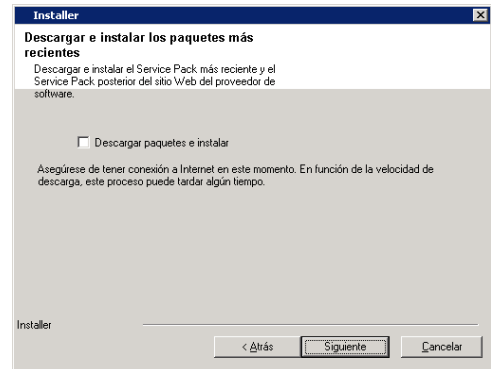 Installer
Descargar e instalar los paquetes más
recientes
Descargar e instalar el Service Pack más reciente y el
Service Pack posterior del sitio Web del proveedor de
software.
Descargar paquetes e instalar
Asegúrese de tener conexión a Internet en este momento. En función de la velocidad de
descarga, este proceso puede tardar algún tiempo.
Installer
< Atrás
Siguiente
Cancelar